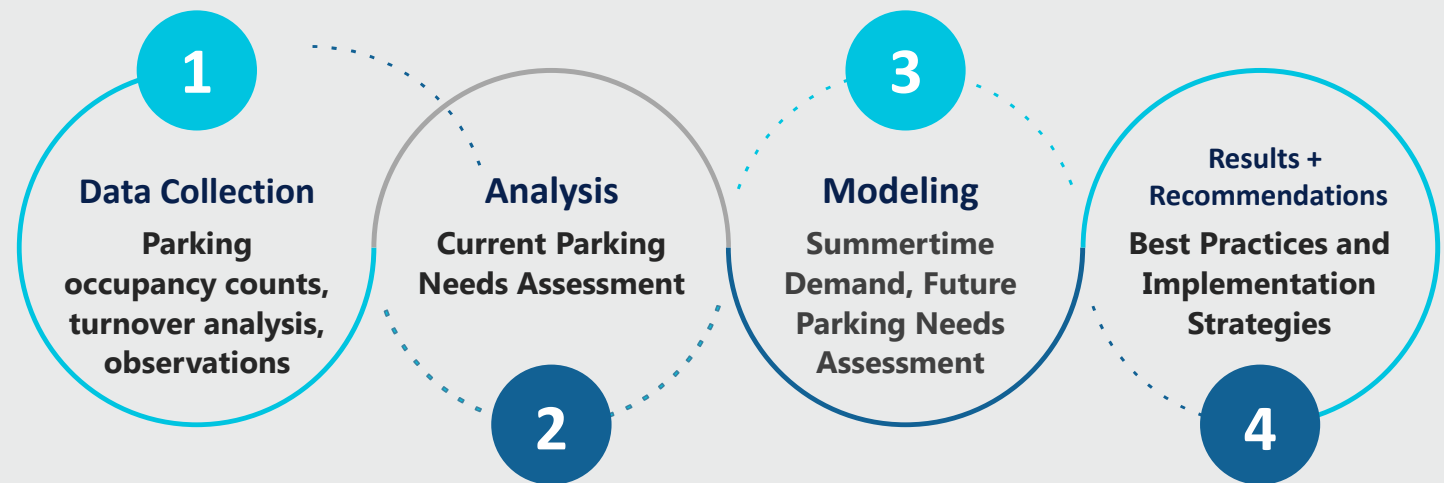 1
Data Collection
Parking
occupancy counts,
turnover analysis,
observations
Analysis
Current Parking
Needs Assessment
2
3
Modeling
Summertime
Demand, Future
Parking Needs
Assessment
Results +
Recommendations
Best Practices and
Implementation
Strategies
4